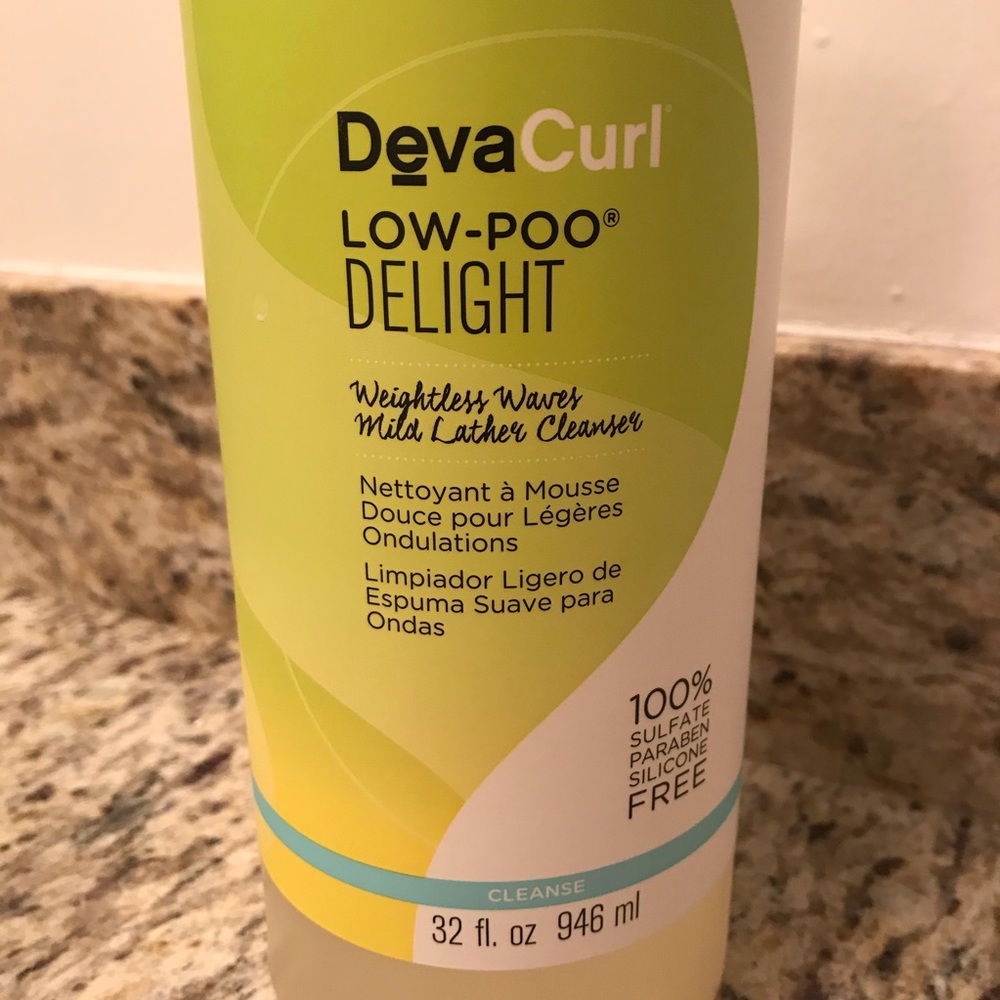 DevaCurl
LOW-POO®
DELIGHT
Weightless Waves
Mild Lather Cleanser
Nettoyant à Mousse
Douce pour Légères
Ondulations
Limpiador Ligero de
Espuma Suave para
Ondas
100%
SULFATE
PARABEN
SILICONE
FREE
CLEANSE
32 fl. oz 946 ml